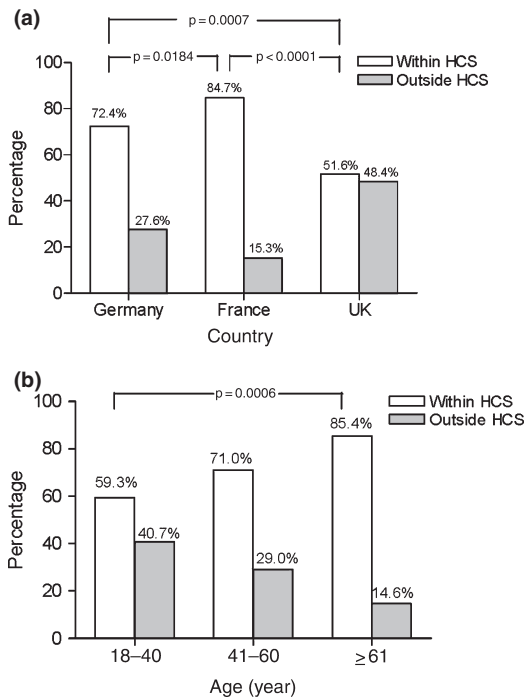 (a)
p = 0.0007
p = 0.0184
p < 0.0001
Within HCS
Outside HCS
Percentage
100
80
60
40
20
0
72.4%
27.6%
84.7%
15.3%
51.6%
48.4%
Germany
France
UK
Country
(b)
p = 0.0006
Within HCS
Outside HCS
Percentage
100
80
60
40
20
0
59.3%
40.7%
71.0%
29.0%
85.4%
14.6%
18–40
41–60
≥61
Age (year)